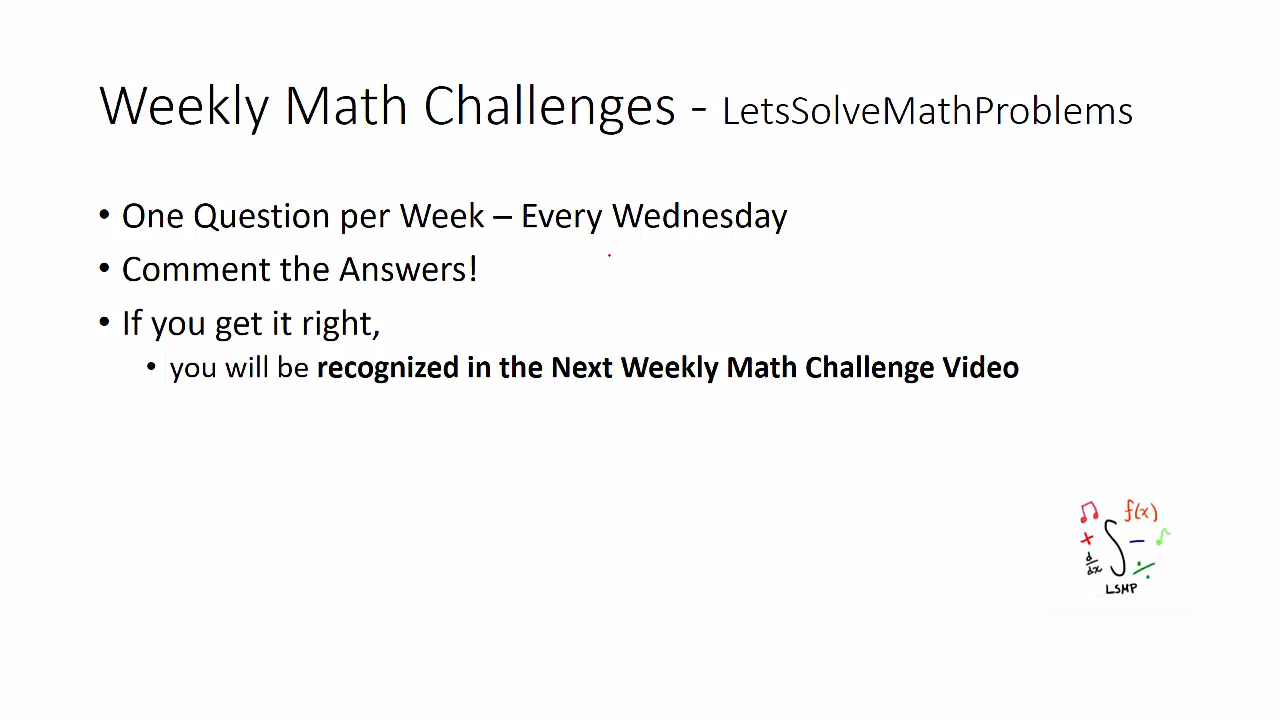 Weekly Math Challenges - LetsSolveMathProblems
• One Question per Week – Every Wednesday
• Comment the Answers!
• If you get it right,
• you will be recognized in the Next Weekly Math Challenge Video
f(x)
+
∫
–
d/dx
÷
LSMP